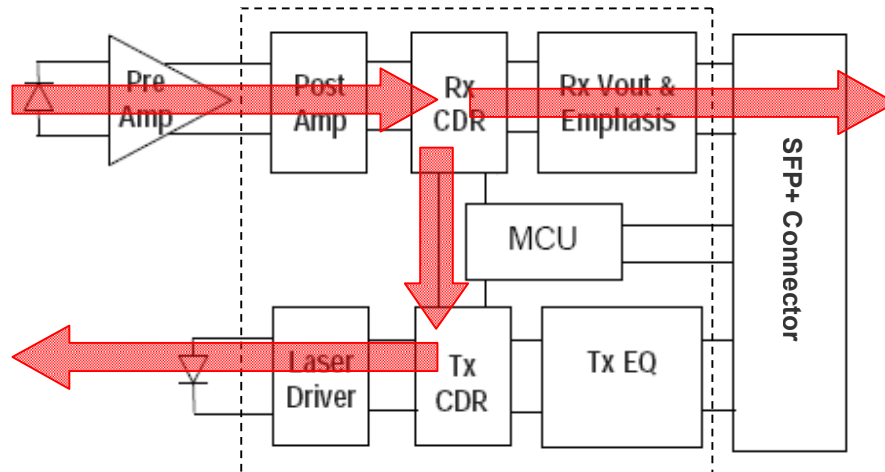 Pre
Amp
Post
Amp
Rx
CDR
Rx Vout &
Emphasis
SFP+ Connector
MCU
Laser
Driver
Tx
CDR
Tx EQ